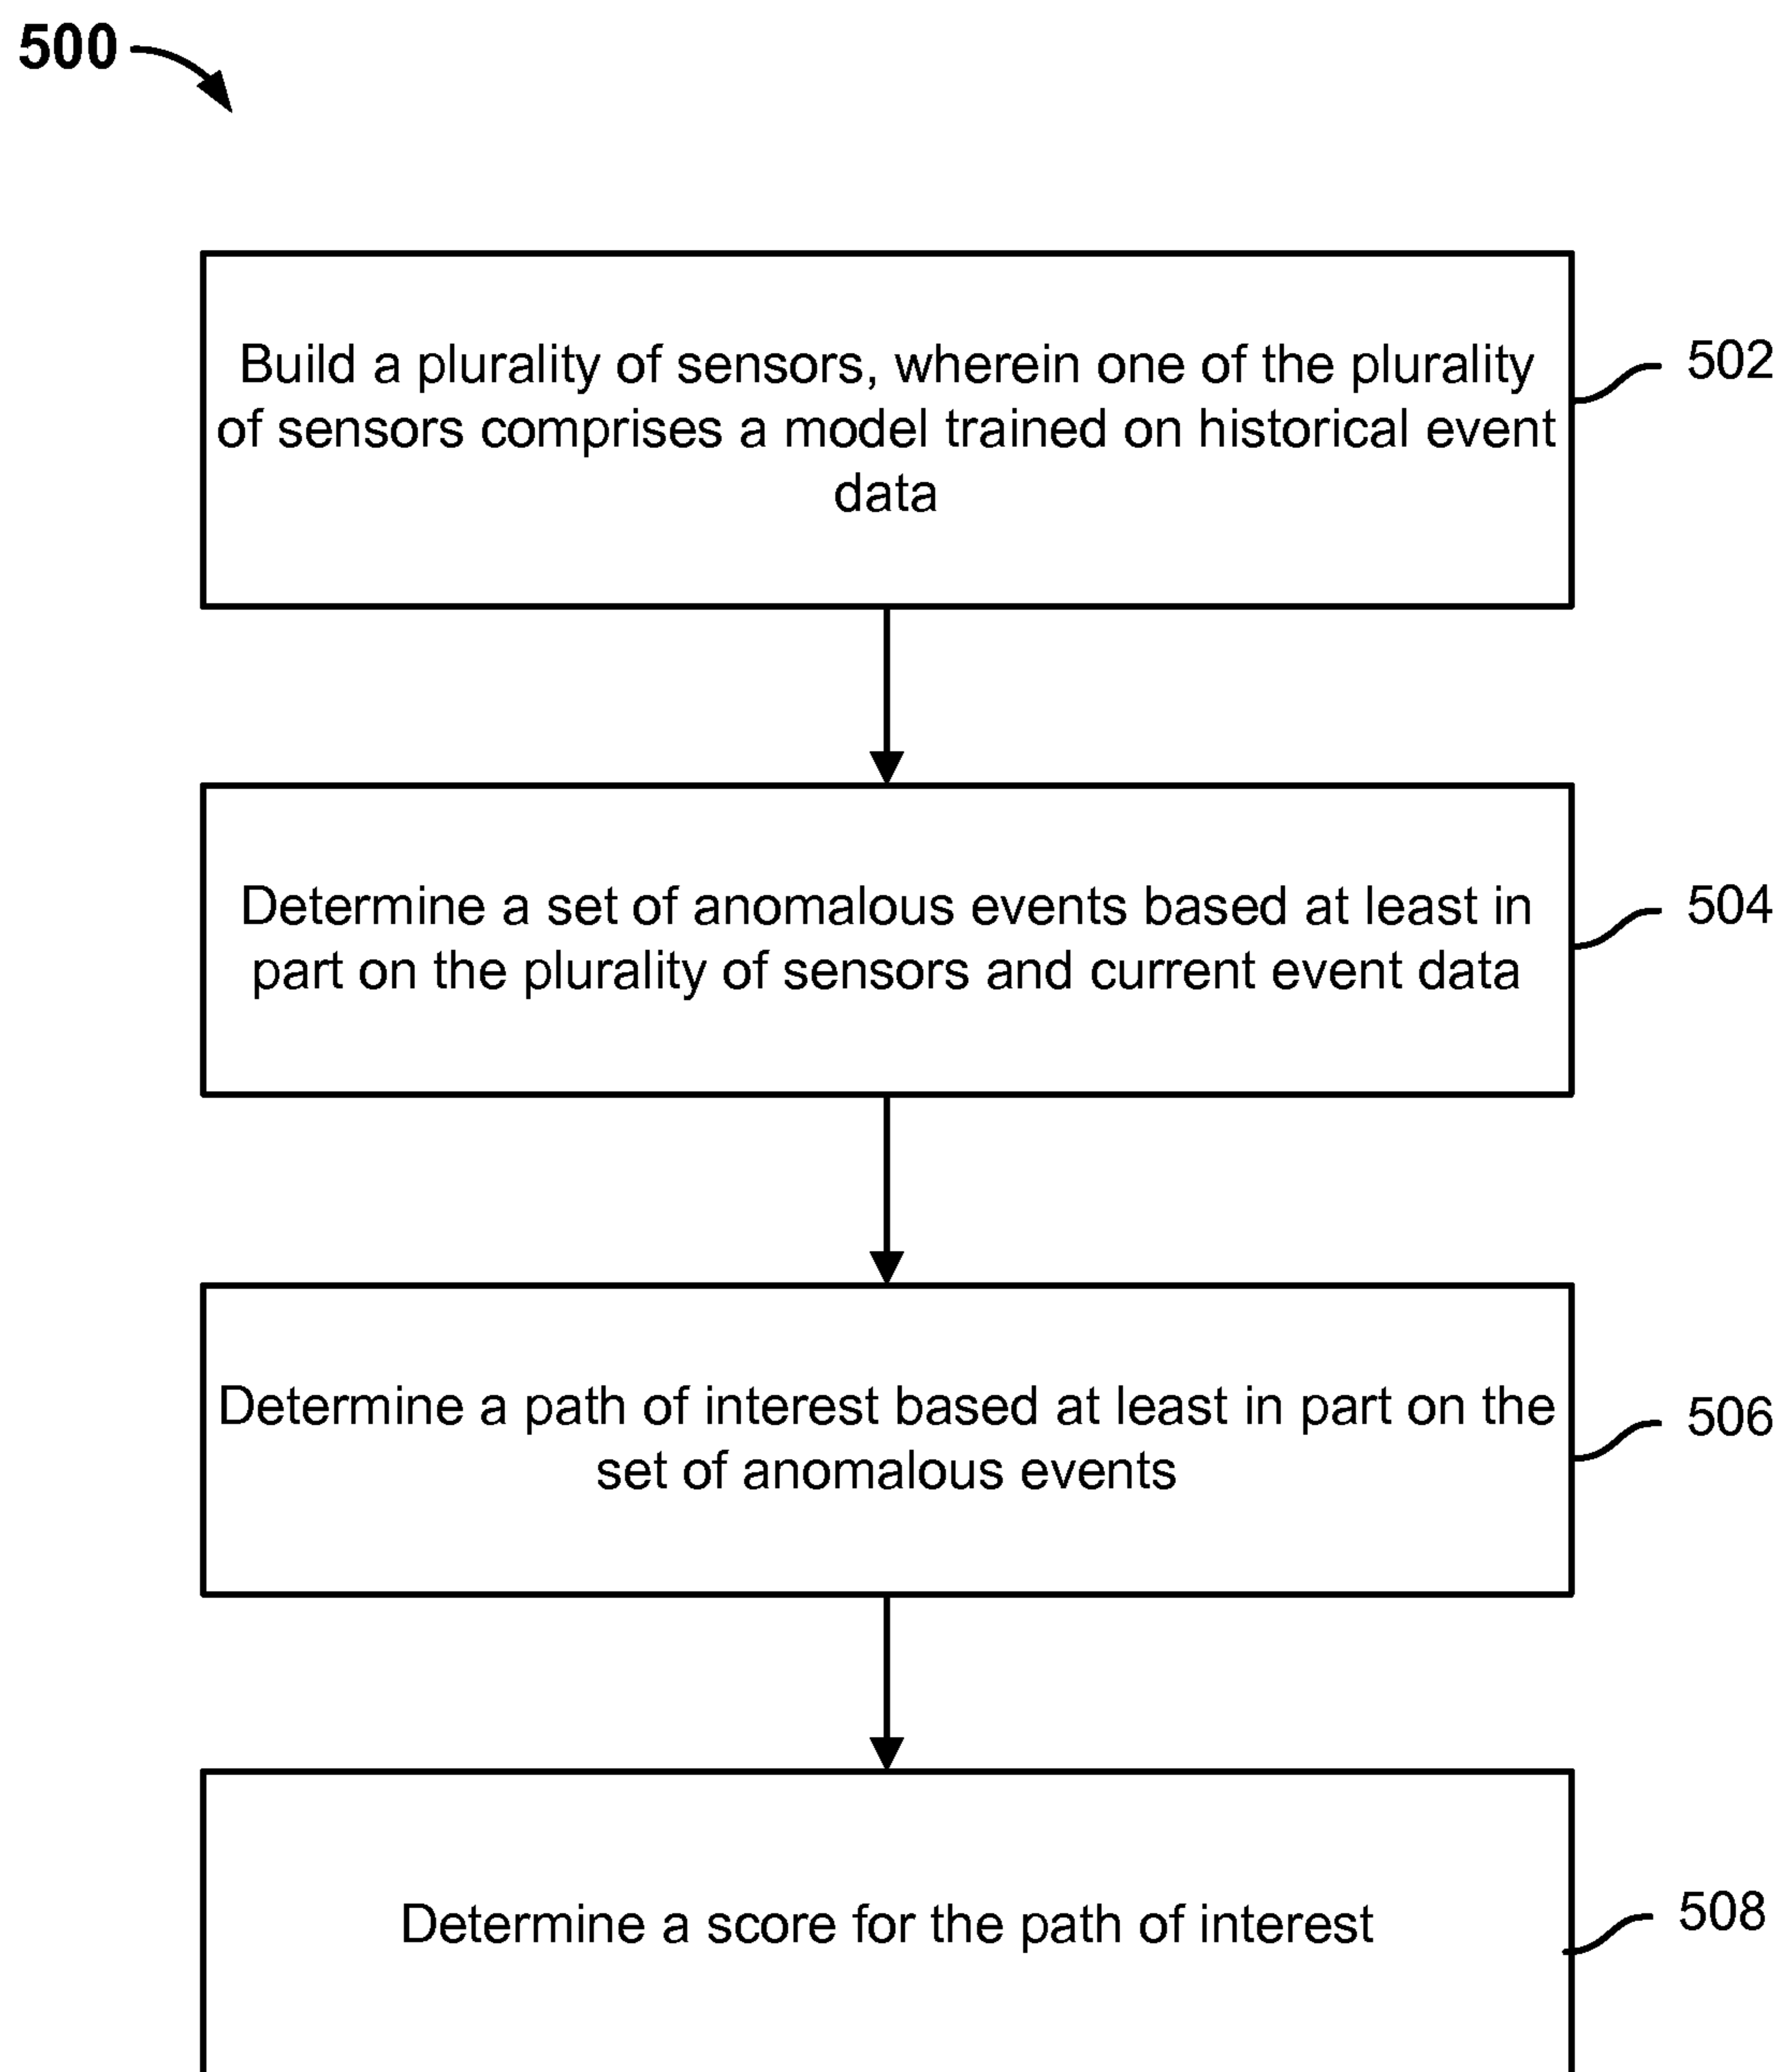 500
Build a plurality of sensors, wherein one of the plurality
of sensors comprises a model trained on historical event
data
502
Determine a set of anomalous events based at least in
part on the plurality of sensors and current event data
504
Determine a path of interest based at least in part on the
set of anomalous events
506
Determine a score for the path of interest
508